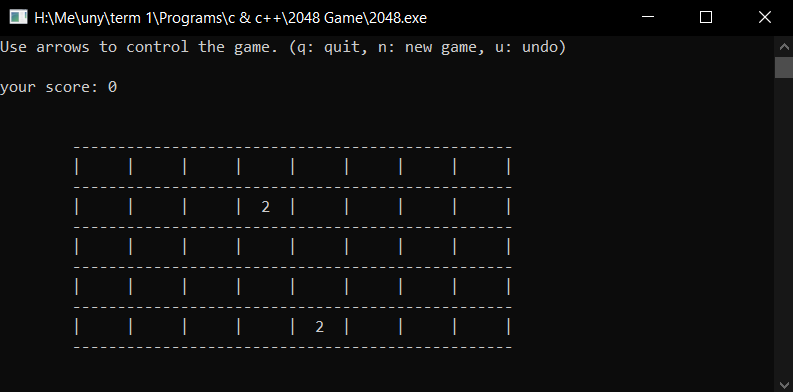 H:\Me\uny\term 1\Programs\c & c++\2048 Game\2048.exe
Use arrows to control the game. (q: quit, n: new game, u: undo)
your score: 0
-------------------------------------------------
|     |     |     |     |     |     |     |     |
-------------------------------------------------
|     |     |     |  2  |     |     |     |     |
-------------------------------------------------
|     |     |     |     |     |     |     |     |
-------------------------------------------------
|     |     |     |     |     |     |     |     |
-------------------------------------------------
|     |     |     |     |  2  |     |     |     |
-------------------------------------------------